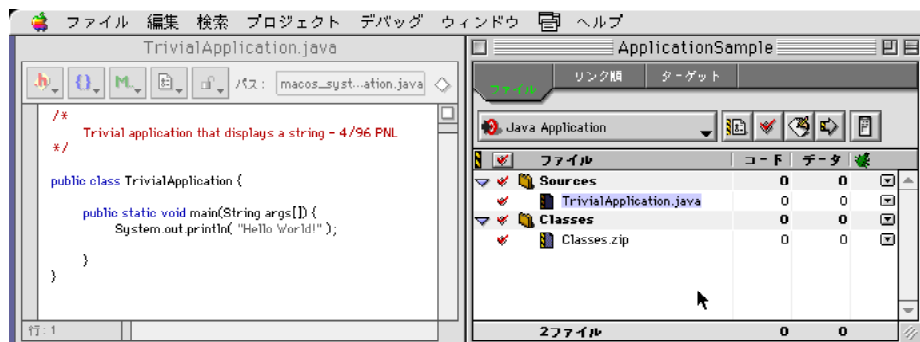 ファイル 編集 検索 プロジェクト デバッグ ウィンドウ ヘルプ
TrivialApplication.java
パス: macos_syst...ation.java
/*
Trivial application that displays a string - 4/96 PNL
*/
public class TrivialApplication {
public static void main(String args[]) {
System.out.println( "Hello World!" );
}
}
行: 1
ApplicationSample
ファイル リンク順 ターゲット
Java Application
ファイル コード データ
Sources 0 0
TrivialApplication.java 0 0
Classes 0 0
Classes.zip 0 0
2ファイル 0 0